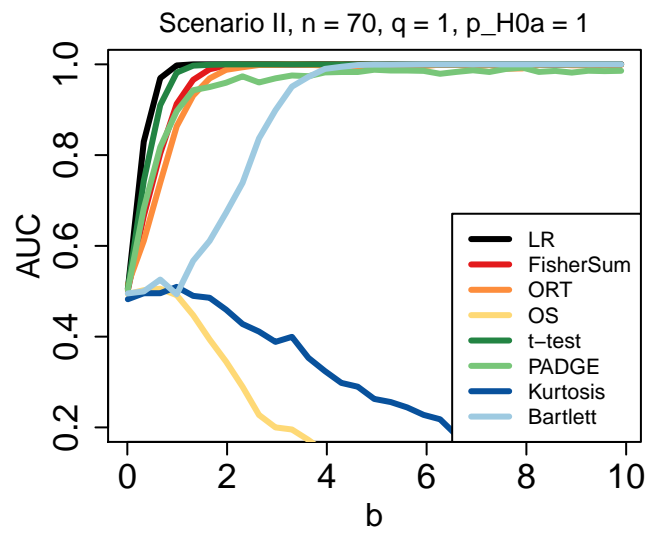 Scenario II, n = 70, q = 1, p_H0a = 1
AUC
1.0
0.8
0.6
0.4
0.2
LR
FisherSum
ORT
OS
t−test
PADGE
Kurtosis
Bartlett
0 2 4 6 8 10
b